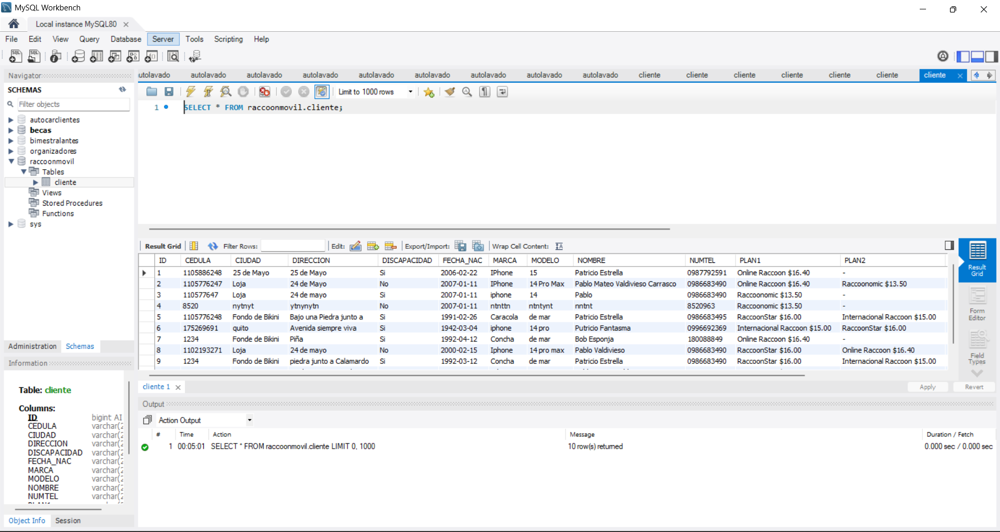 MySQL Workbench
Local instance MySQL80
File Edit View Query Database Server Tools Scripting Help
Navigator
SCHEMAS
Filter objects
autocarclientes
becas
bimestralantes
organizadores
raccoonmovil
Tables
cliente
Views
Stored Procedures
Functions
sys
Administration Schemas
Information
Table: cliente
Columns:
ID bigint AI
CEDULA varchar(2
CIUDAD varchar(2
DIRECCION varchar(2
DISCAPACIDAD varchar(2
FECHA_NAC varchar(2
MARCA varchar(2
MODELO varchar(2
NOMBRE varchar(2
NUMTEL varchar(2
Object Info Session
utolavado autolavado autolavado autolavado autolavado autolavado autolavado autolavado autolavado cliente cliente cliente cliente cliente cliente cliente
Limit to 1000 rows
1 SELECT * FROM raccoonmovil.cliente;
Result Grid Filter Rows: Edit: Export/Import: Wrap Cell Content:
ID CEDULA CIUDAD DIRECCION DISCAPACIDAD FECHA_NAC MARCA MODELO NOMBRE NUMTEL PLAN1 PLAN2
1 1105886248 25 de Mayo 25 de Mayo Si 2006-02-22 IPhone 15 Patricio Estrella 0987792591 Online Raccoon $16.40 -
2 1105776247 Loja 24 de Mayo No 2007-01-11 IPhone 14 Pro Max Pablo Mateo Valdivieso Carrasco 0986683490 Online Raccoon $16.40 Raccoonomic $13.50
3 110577647 Loja 24 de mayo Si 2007-01-11 iphone 14 Pablo 0986683490 Raccoonomic $13.50 -
4 8520 nytnyt ytnynytn No 2007-01-11 ntnttn ntntynt nntnt 8520963 Raccoonomic $13.50 -
5 1105776248 Fondo de Bikini Bajo una Piedra junto a Si 1991-02-26 Caracola de mar Patricio Estrella 0986683495 RaccoonStar $16.00 Internacional Raccoon $15.00
6 175269691 quito Avenida siempre viva Si 1942-03-04 iphone 14 pro Putricio Fantasma 0996692369 Internacional Raccoon $15.00 RaccoonStar $16.00
7 1234 Fonde de Bikini Piña Si 1992-04-12 Concha de mar Bob Esponja 180088849 Online Raccoon $16.40 -
8 1102193271 Loja 24 de mayo No 2000-02-15 Iphone 14 pro max Pablo Valdivieso 0986683490 RaccoonStar $16.00 Online Raccoon $16.40
9 1234 Fondo de Bikini piedra junto a Calamardo Si 1992-03-12 Concha de mar Patricio Estrella 0986683490 RaccoonStar $16.00 Internacional Raccoon $15.00
Result Grid
Form Editor
Field Types
cliente 1
Apply Revert
Output
Action Output
# Time Action Message Duration / Fetch
1 00:05:01 SELECT * FROM raccoonmovil.cliente LIMIT 0, 1000 10 row(s) returned 0.000 sec / 0.000 sec